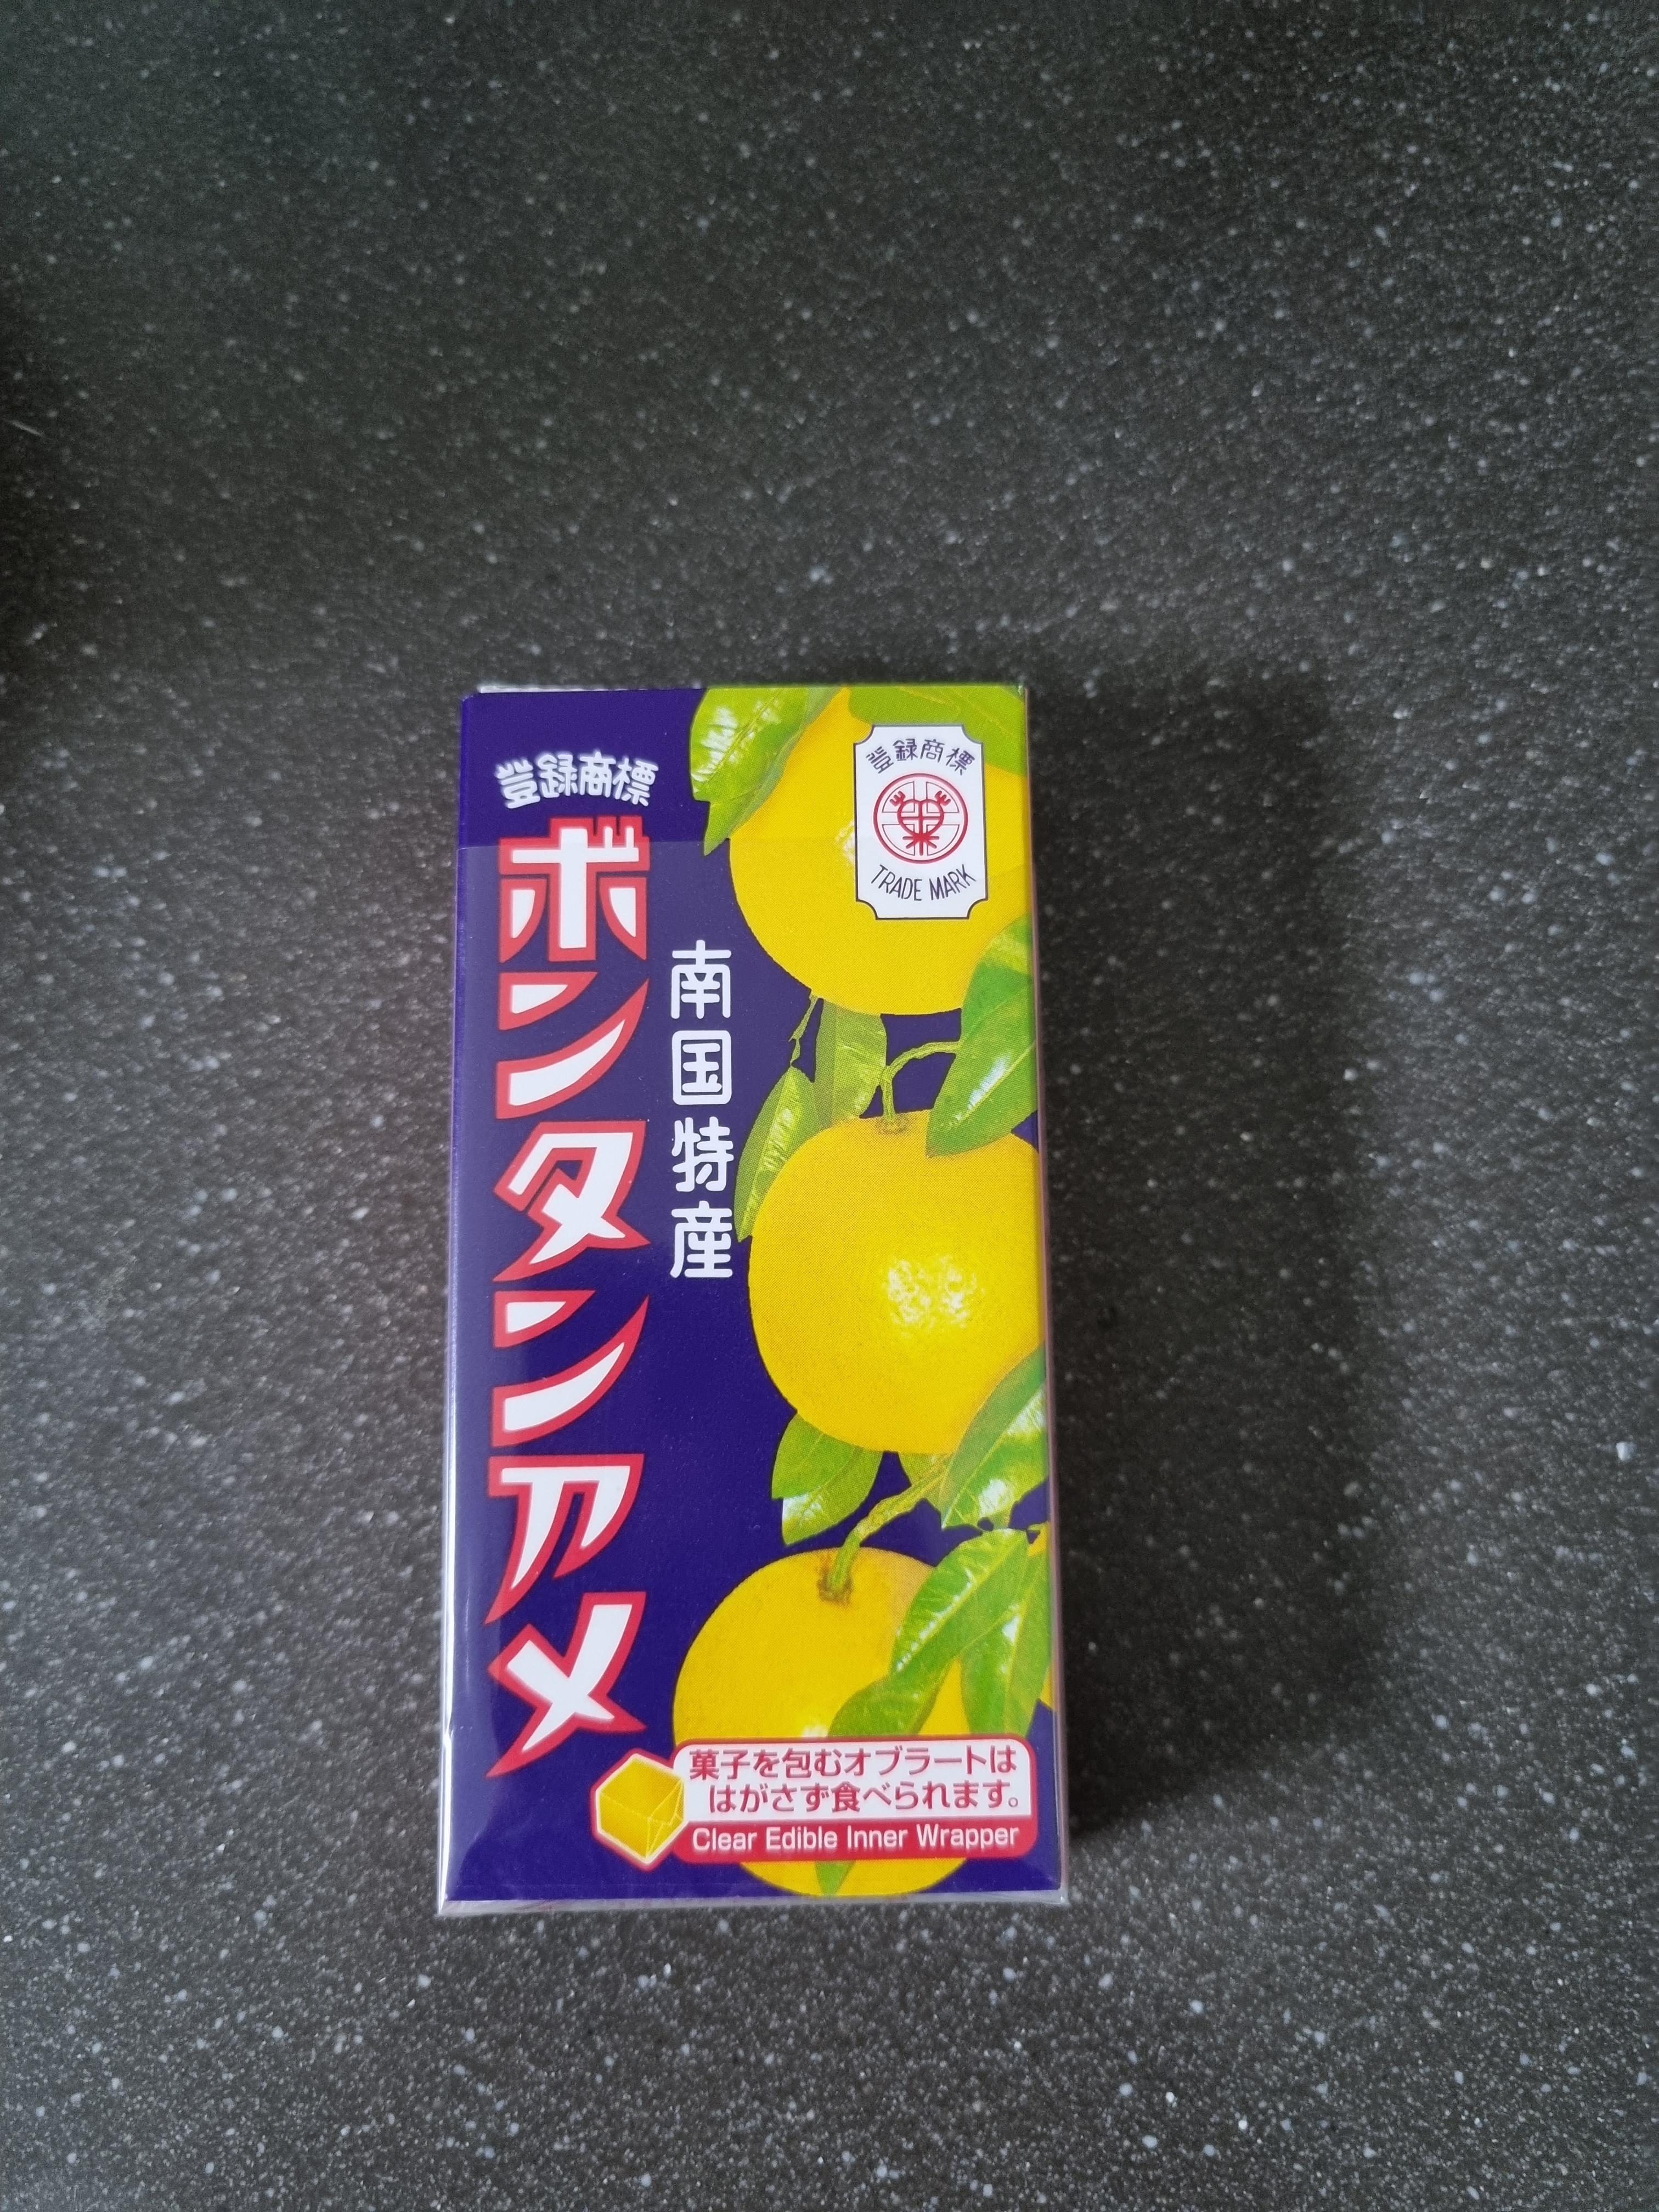 登録商標
ボンタンアメ
南国特産
登録商標
TRADE MARK
菓子を包むオブラートは
はがさず食べられます。
Clear Edible Inner Wrapper